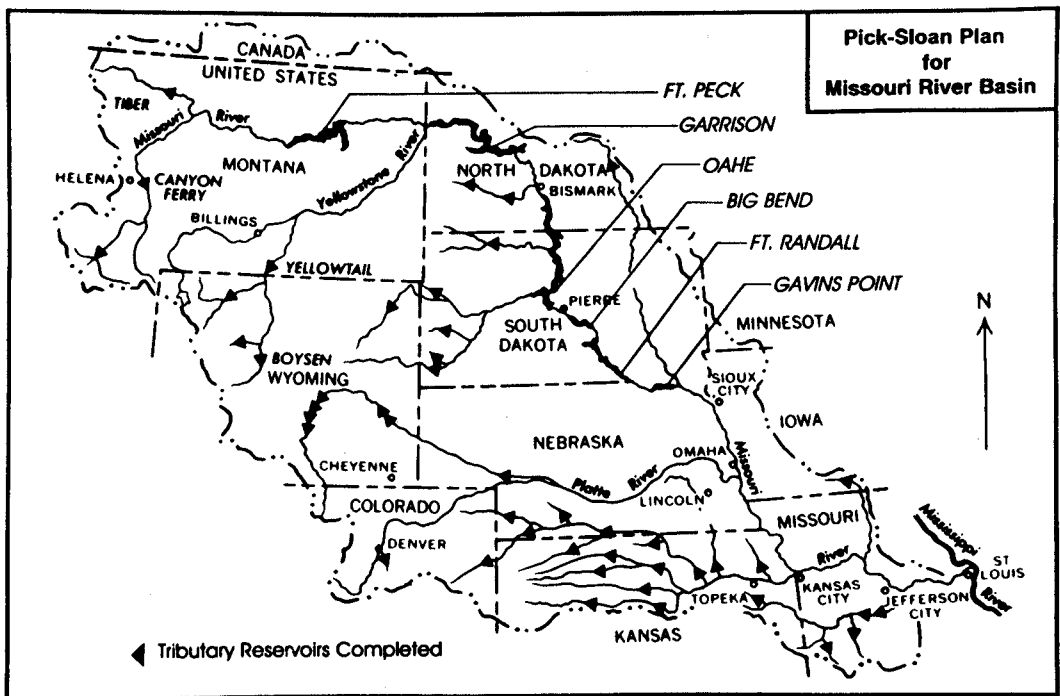 Pick-Sloan Plan
for
Missouri River Basin
CANADA
UNITED STATES
TIBER
Missouri
River
FT. PECK
GARRISON
MONTANA
NORTH
DAKOTA
HELENA
CANYON
FERRY
Yellowstone River
BISMARK
OAHE
BILLINGS
BIG BEND
FT. RANDALL
YELLOWTAIL
GAVINS POINT
PIERRE
N
SOUTH
DAKOTA
MINNESOTA
BOYSEN
WYOMING
SIOUX
CITY
IOWA
NEBRASKA
OMAHA
Missouri
CHEYENNE
Platte
River
LINCOLN
COLORADO
MISSOURI
Mississippi
River
DENVER
River
ST
LOUIS
TOPEKA
KANSAS
CITY
JEFFERSON
CITY
KANSAS
Tributary Reservoirs Completed